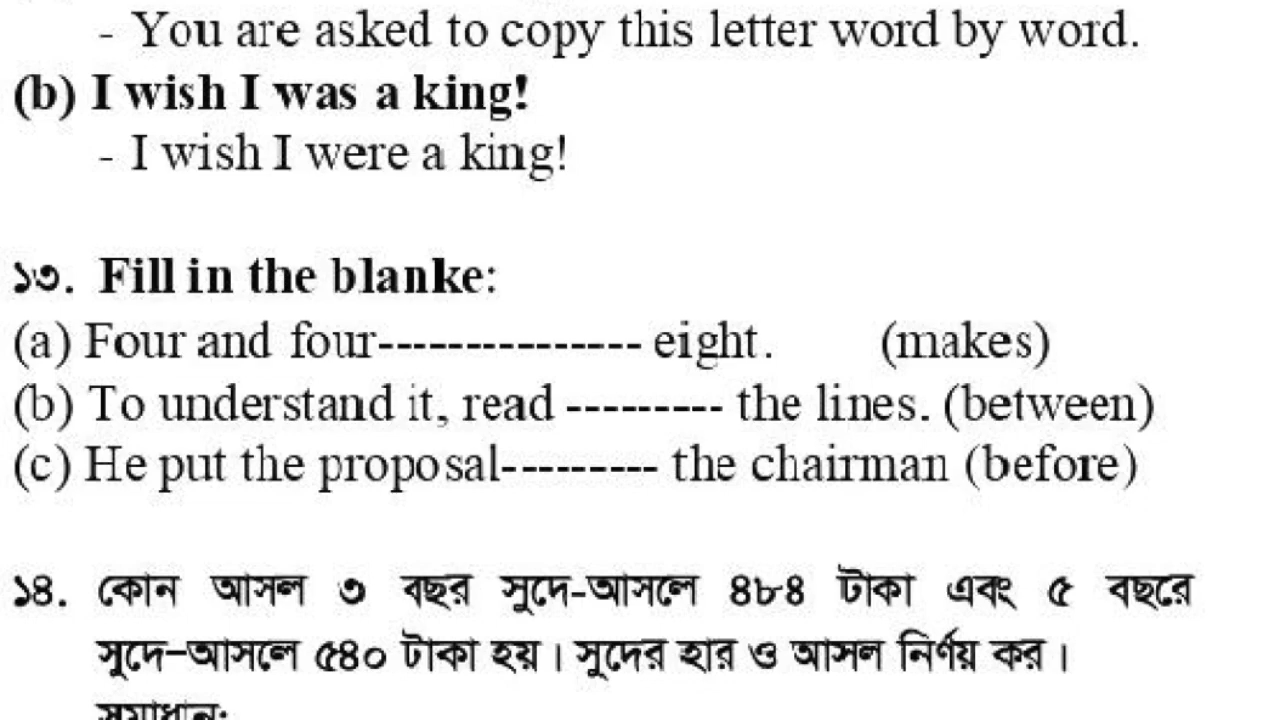 - You are asked to copy this letter word by word.
(b) I wish I was a king!
- I wish I were a king!
১৩. Fill in the blanke:
(a) Four and four--------------- eight. (makes)
(b) To understand it, read --------- the lines. (between)
(c) He put the proposal--------- the chairman (before)
১৪. কোন আসল ৩ বছর সুদে-আসলে ৪৮৪ টাকা এবং ৫ বছরে
সুদে-আসলে ৫৪০ টাকা হয়। সুদের হার ও আসল নির্ণয় কর।
সমাধান: